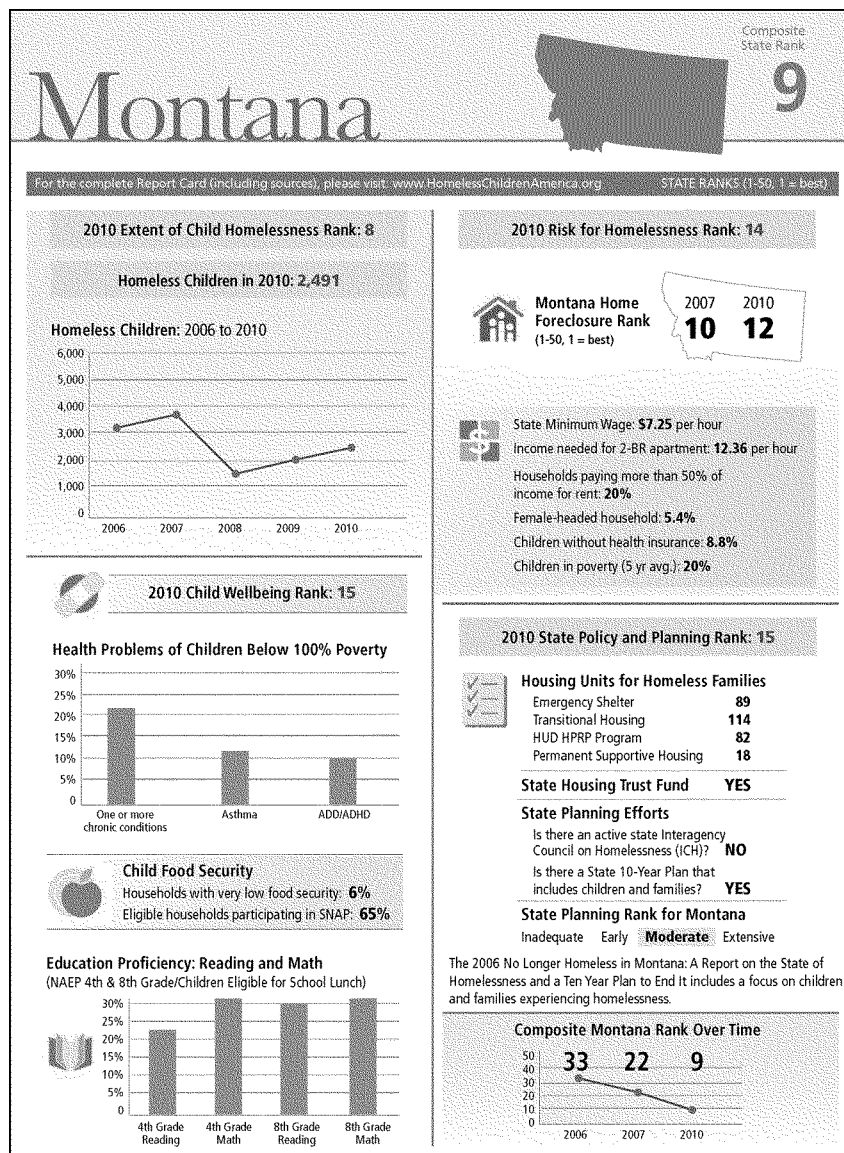 Composite
State Rank
9
Montana
For the complete Report Card (including sources), please visit: www.HomelessChildrenAmerica.org STATE RANKS (1-50, 1 = best)
2010 Extent of Child Homelessness Rank: 8
Homeless Children in 2010: 2,491
Homeless Children: 2006 to 2010
6,000
5,000
4,000
3,000
2,000
1,000
0
2006 2007 2008 2009 2010
2010 Child Wellbeing Rank: 15
Health Problems of Children Below 100% Poverty
30%
25%
20%
15%
10%
5%
0
One or more
chronic conditions
Asthma
ADD/ADHD
Child Food Security
Households with very low food security: 6%
Eligible households participating in SNAP: 65%
Education Proficiency: Reading and Math
(NAEP 4th & 8th Grade/Children Eligible for School Lunch)
30%
25%
20%
15%
10%
5%
0
4th Grade
Reading
4th Grade
Math
8th Grade
Reading
8th Grade
Math
2010 Risk for Homelessness Rank: 14
Montana Home
Foreclosure Rank
(1-50, 1 = best)
2007 2010
10 12
State Minimum Wage: $7.25 per hour
Income needed for 2-BR apartment: 12.36 per hour
Households paying more than 50% of
income for rent: 20%
Female-headed household: 5.4%
Children without health insurance: 8.8%
Children in poverty (5 yr avg.): 20%
2010 State Policy and Planning Rank: 15
Housing Units for Homeless Families
Emergency Shelter 89
Transitional Housing 114
HUD HPRP Program 82
Permanent Supportive Housing 18
State Housing Trust Fund YES
State Planning Efforts
Is there an active state Interagency
Council on Homelessness (ICH)? NO
Is there a State 10-Year Plan that
includes children and families? YES
State Planning Rank for Montana
Inadequate Early Moderate Extensive
The 2006 No Longer Homeless in Montana: A Report on the State of
Homelessness and a Ten Year Plan to End It includes a focus on children
and families experiencing homelessness.
Composite Montana Rank Over Time
50
40
30
20
10
0
33 22 9
2006 2007 2010